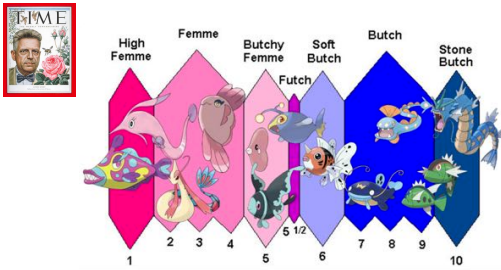 TIME
High
Femme
Femme
Butchy
Femme
Futch
Soft
Butch
Butch
Stone
Butch
1
2
3
4
5
5 1/2
6
7
8
9
10